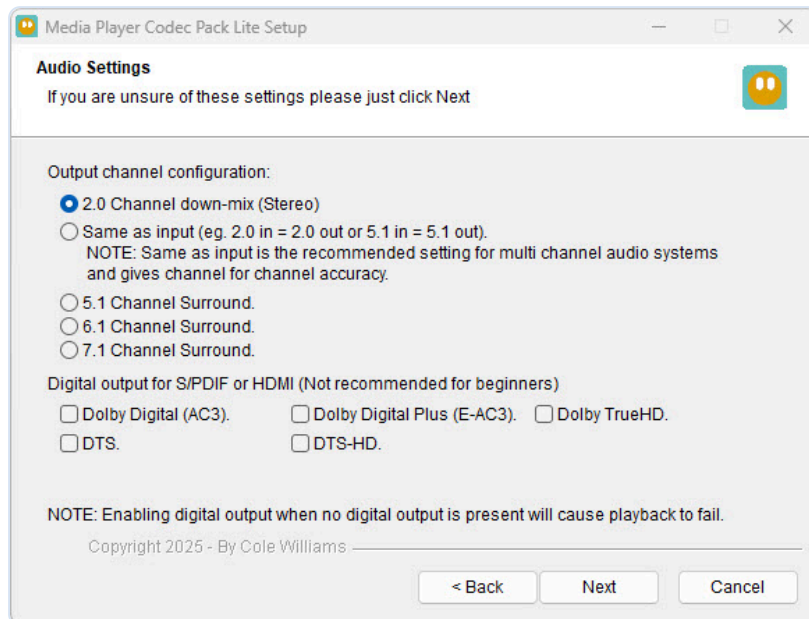 Media Player Codec Pack Lite Setup
Audio Settings
If you are unsure of these settings please just click Next
Output channel configuration:
2.0 Channel down-mix (Stereo)
Same as input (eg. 2.0 in = 2.0 out or 5.1 in = 5.1 out).
NOTE: Same as input is the recommended setting for multi channel audio systems
and gives channel for channel accuracy.
5.1 Channel Surround.
6.1 Channel Surround.
7.1 Channel Surround.
Digital output for S/PDIF or HDMI (Not recommended for beginners)
Dolby Digital (AC3). Dolby Digital Plus (E-AC3). Dolby TrueHD.
DTS. DTS-HD.
NOTE: Enabling digital output when no digital output is present will cause playback to fail.
Copyright 2025 - By Cole Williams
< Back Next Cancel